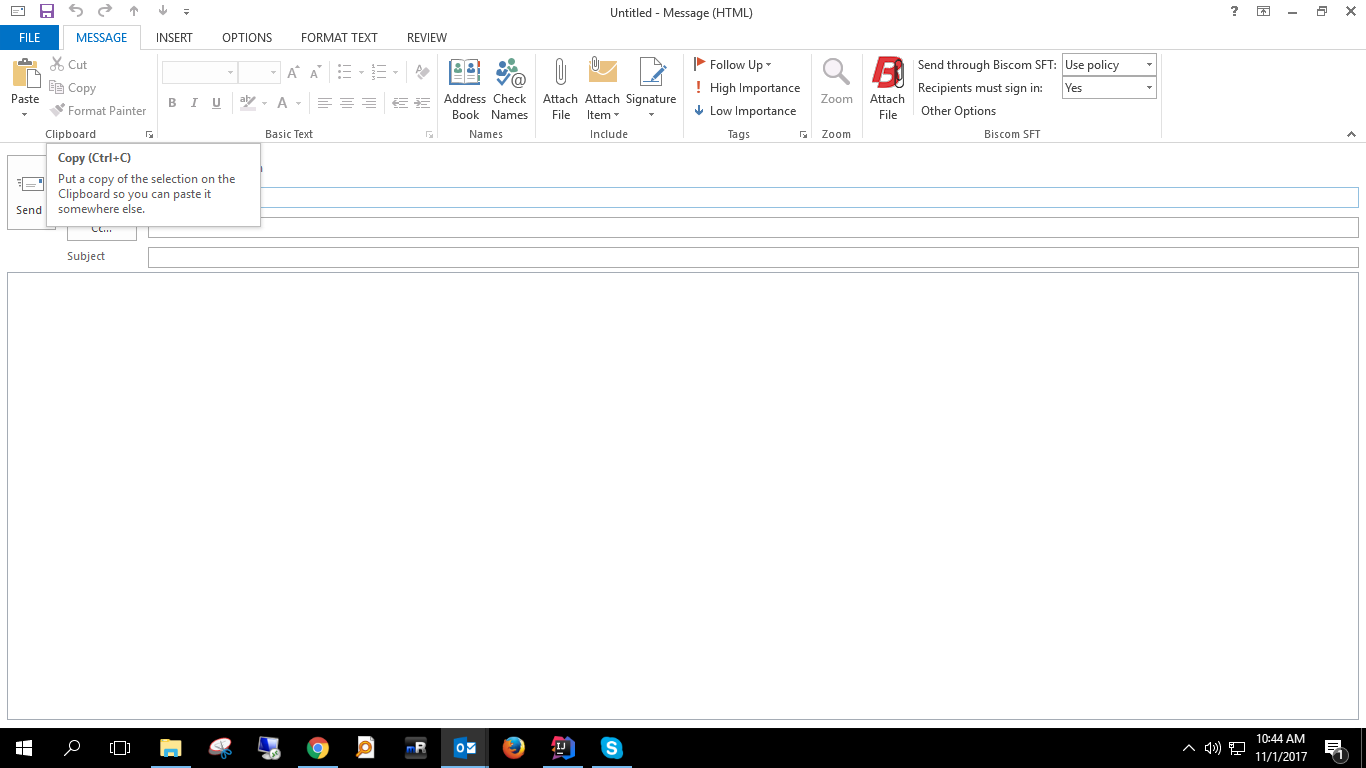 Untitled - Message (HTML)
?
FILE MESSAGE INSERT OPTIONS FORMAT TEXT REVIEW
Paste
Cut
Copy
Format Painter
Clipboard
A A
B I U ab A
Basic Text
Address Book
Check Names
Names
Attach File
Attach Item
Signature
Include
Follow Up
High Importance
Low Importance
Tags
Zoom
Zoom
Attach File
Send through Biscom SFT: Use policy
Recipients must sign in: Yes
Other Options
Biscom SFT
Copy (Ctrl+C)
Put a copy of the selection on the
Clipboard so you can paste it
somewhere else.
Send
Cc...
Subject
mR
IJ
10:44 AM
11/1/2017
1